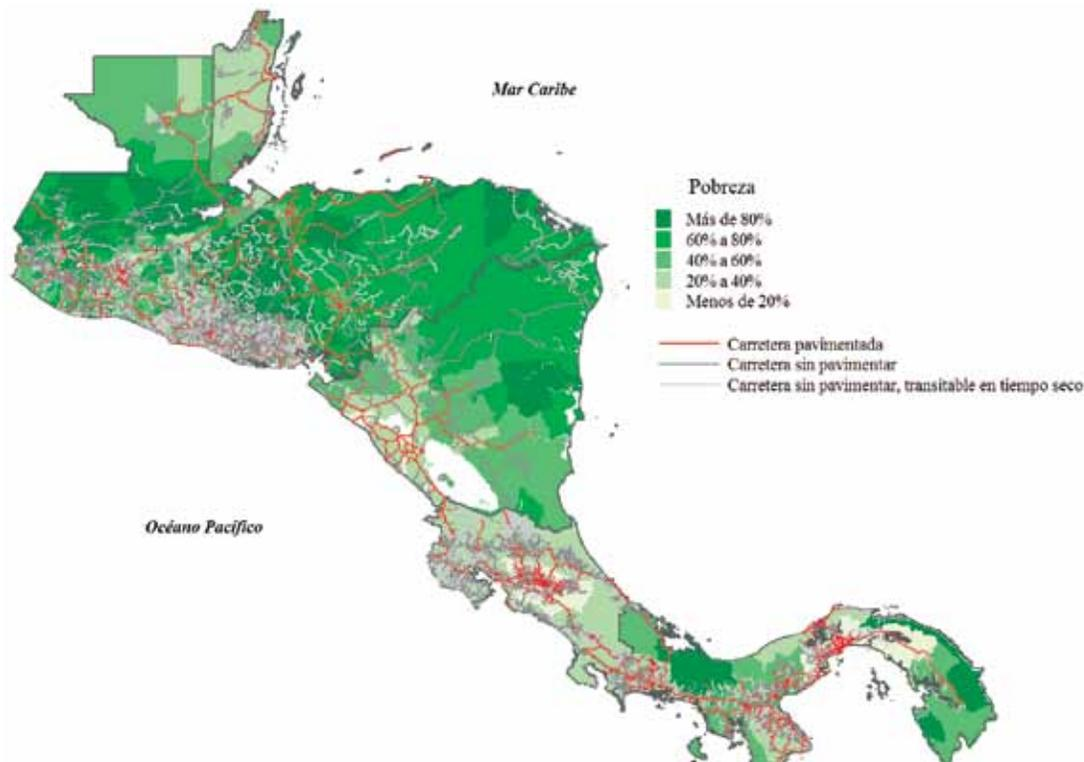 Mar Caribe
Pobreza
Más de 80%
60% a 80%
40% a 60%
20% a 40%
Menos de 20%
Carretera pavimentada
Carretera sin pavimentar
Carretera sin pavimentar, transitable en tiempo seco
Océano Pacífico